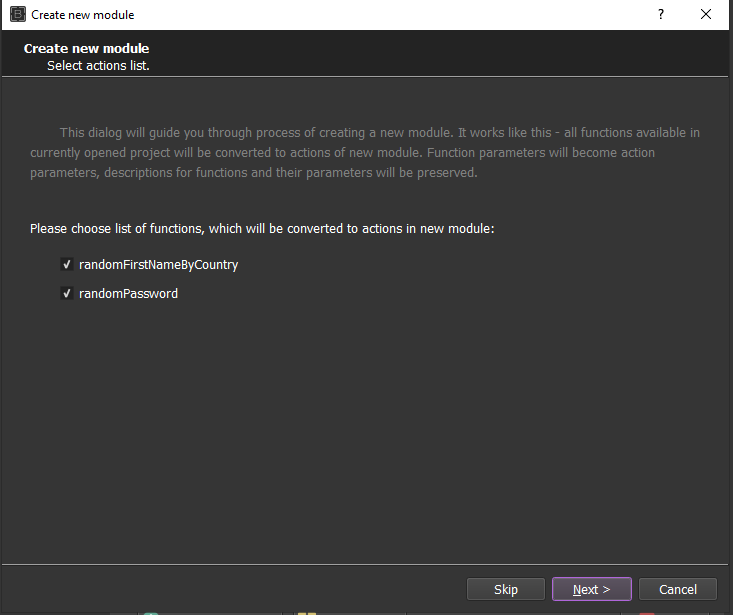 Create new module
?
Create new module
Select actions list.
This dialog will guide you through process of creating a new module. It works like this - all functions available in
currently opened project will be converted to actions of new module. Function parameters will become action
parameters, descriptions for functions and their parameters will be preserved.
Please choose list of functions, which will be converted to actions in new module:
randomFirstNameByCountry
randomPassword
Skip Next > Cancel